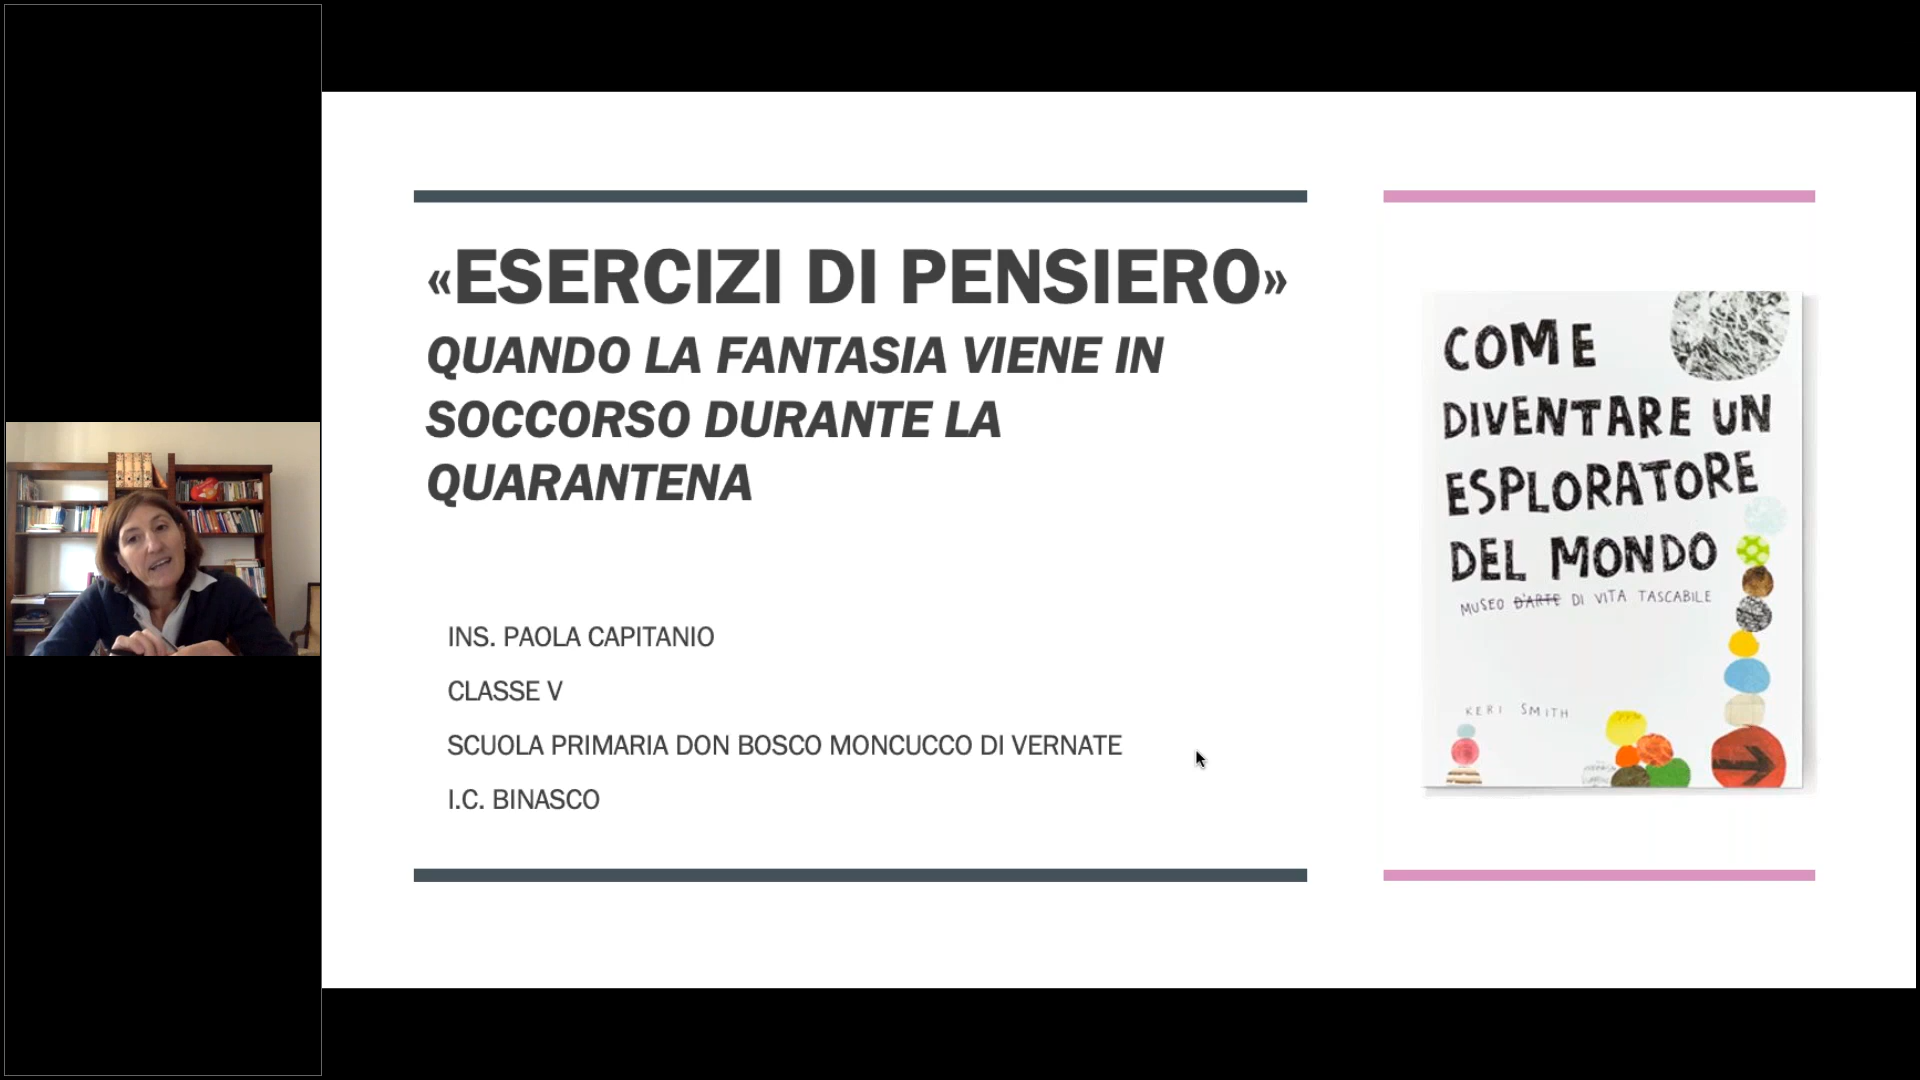 «ESERCIZI DI PENSIERO»
QUANDO LA FANTASIA VIENE IN
SOCCORSO DURANTE LA
QUARANTENA
INS. PAOLA CAPITANIO
CLASSE V
SCUOLA PRIMARIA DON BOSCO MONCUCCO DI VERNATE
I.C. BINASCO
COME
DIVENTARE UN
ESPLORATORE
DEL MONDO
MUSEO D'ARTE DI VITA TASCABILE
KERI SMITH